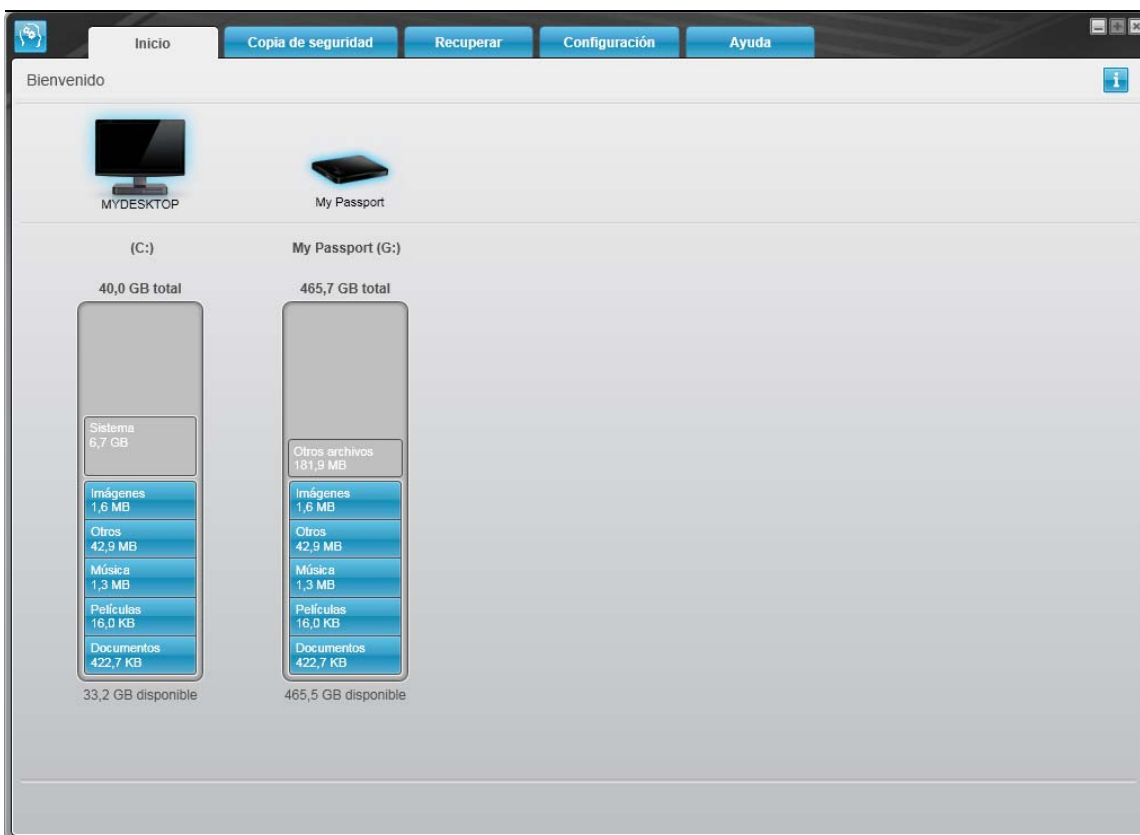 Inicio Copia de seguridad Recuperar Configuración Ayuda
Bienvenido
MYDESKTOP
My Passport
(C:)
My Passport (G:)
40,0 GB total
465,7 GB total
Sistema
6,7 GB
Imágenes
1,6 MB
Otros
42,9 MB
Música
1,3 MB
Películas
16,0 KB
Documentos
422,7 KB
33,2 GB disponible
Otros archivos
181,9 MB
Imágenes
1,6 MB
Otros
42,9 MB
Música
1,3 MB
Películas
16,0 KB
Documentos
422,7 KB
465,5 GB disponible